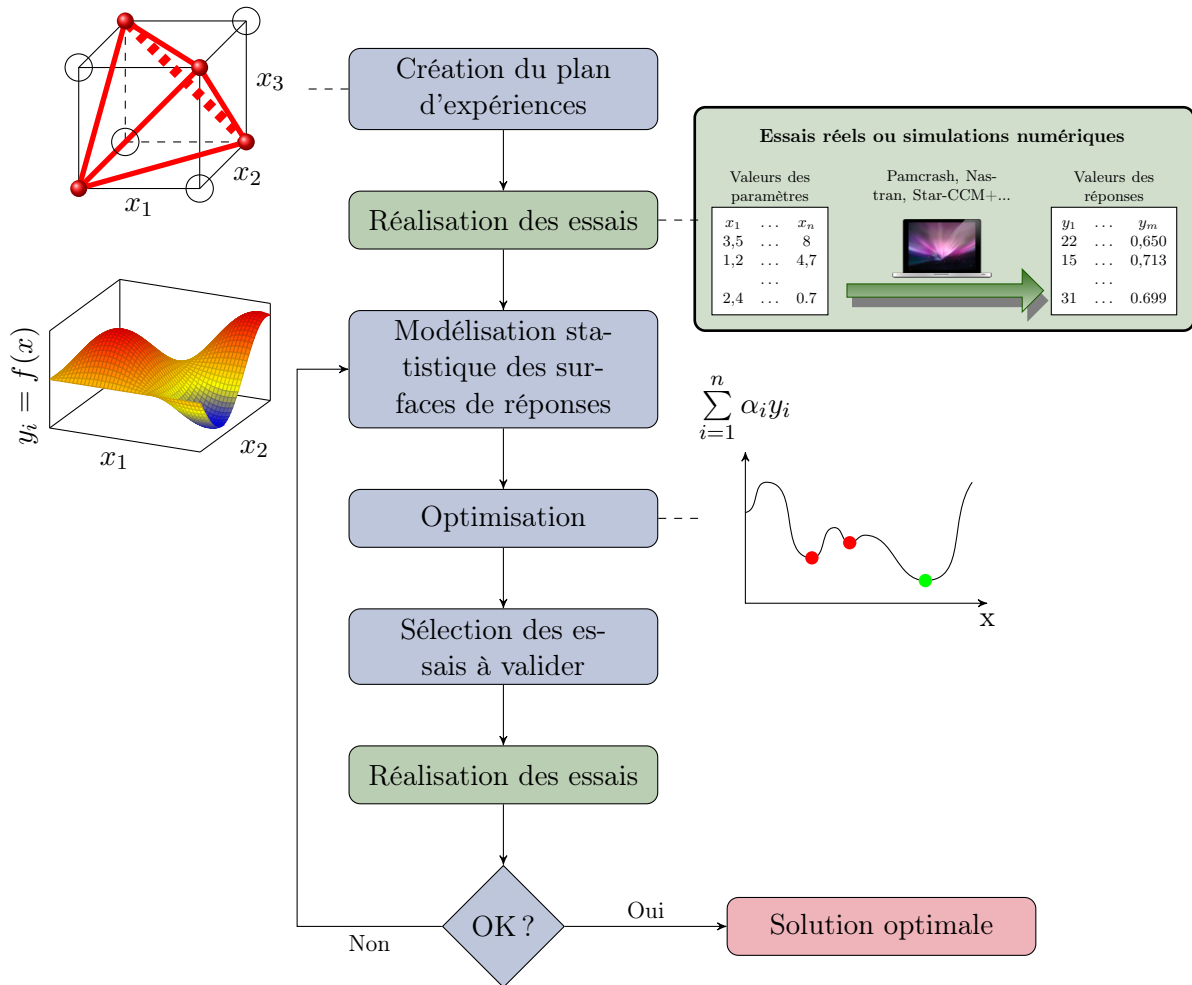 Création du plan
d'expériences
x₃
x₂
x₁
Essais réels ou simulations numériques
Valeurs des
paramètres
x₁ … xₙ
3,5 … 8
1,2 … 4,7
…
2,4 … 0.7
Pamcrash, Nas-
tran, Star-CCM+...
Valeurs des
réponses
y₁ … yₘ
22 … 0,650
15 … 0,713
…
31 … 0.699
Réalisation des essais
Modélisation sta-
tistique des sur-
faces de réponses
yᵢ = f(x)
x₁
x₂
n
∑ αᵢyᵢ
i=1
x
Optimisation
Sélection des es-
sais à valider
Réalisation des essais
OK ?
Oui
Non
Solution optimale